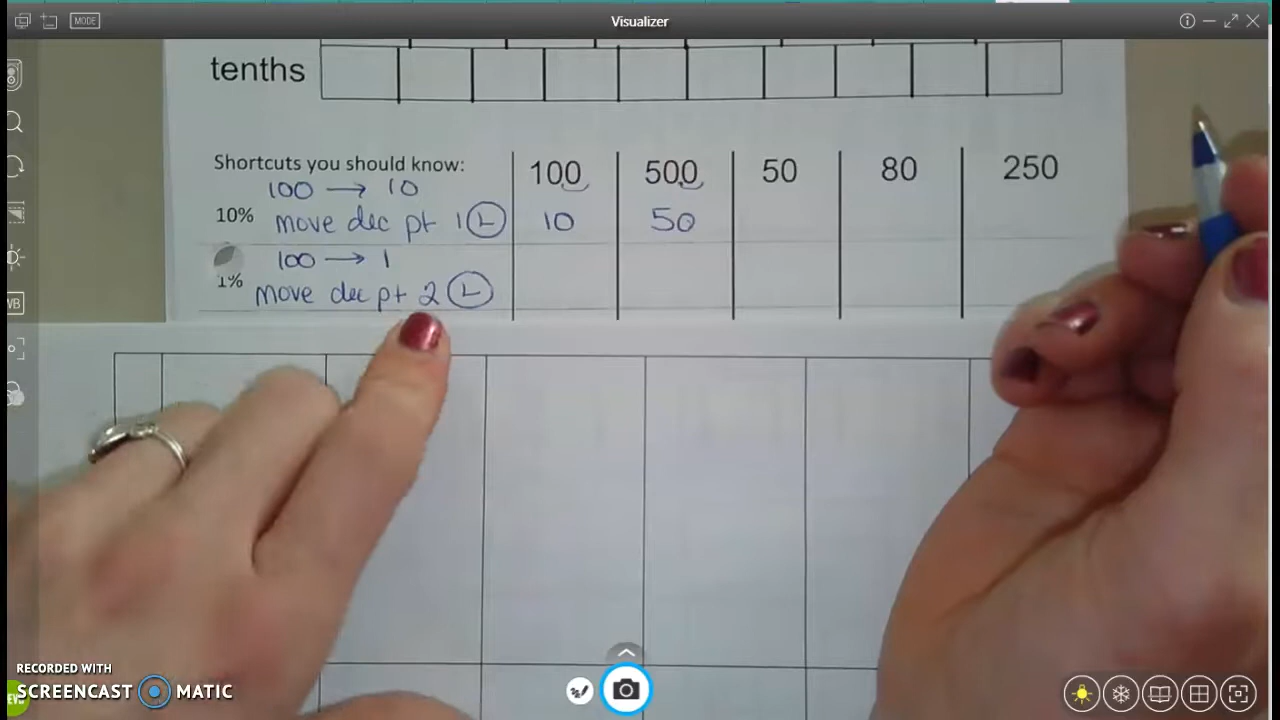 MODE
Visualizer
tenths
Shortcuts you should know:
100 500 50 80 250
100 → 10
10% move dec pt 1 L 10 50
100 → 1
1% move dec pt 2 L
WB
RECORDED WITH
SCREENCAST MATIC